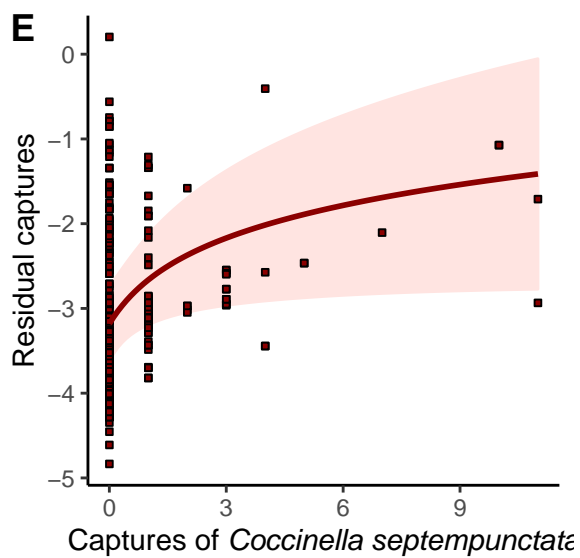 E
Residual captures
0
−1
−2
−3
−4
−5
0 3 6 9
Captures of Coccinella septempunctata